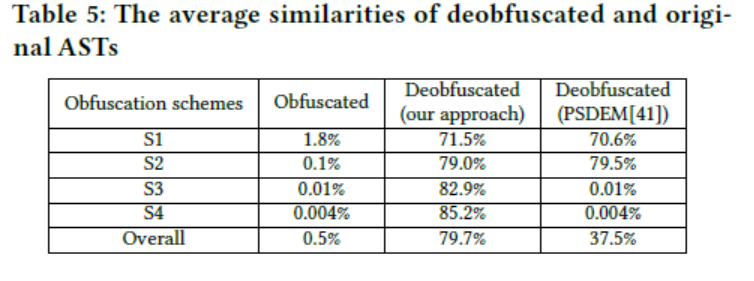 Table 5: The average similarities of deobfuscated and origi-
nal ASTs
Obfuscation schemes Obfuscated Deobfuscated (our approach) Deobfuscated (PSDEM[41])
S1 1.8% 71.5% 70.6%
S2 0.1% 79.0% 79.5%
S3 0.01% 82.9% 0.01%
S4 0.004% 85.2% 0.004%
Overall 0.5% 79.7% 37.5%